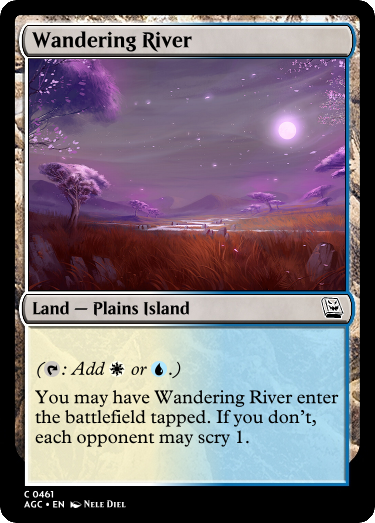 Wandering River
Land — Plains Island
(: Add or .)
You may have Wandering River enter
the battlefield tapped. If you don't,
each opponent may scry 1.
C 0461
AGC • EN Nele Diel